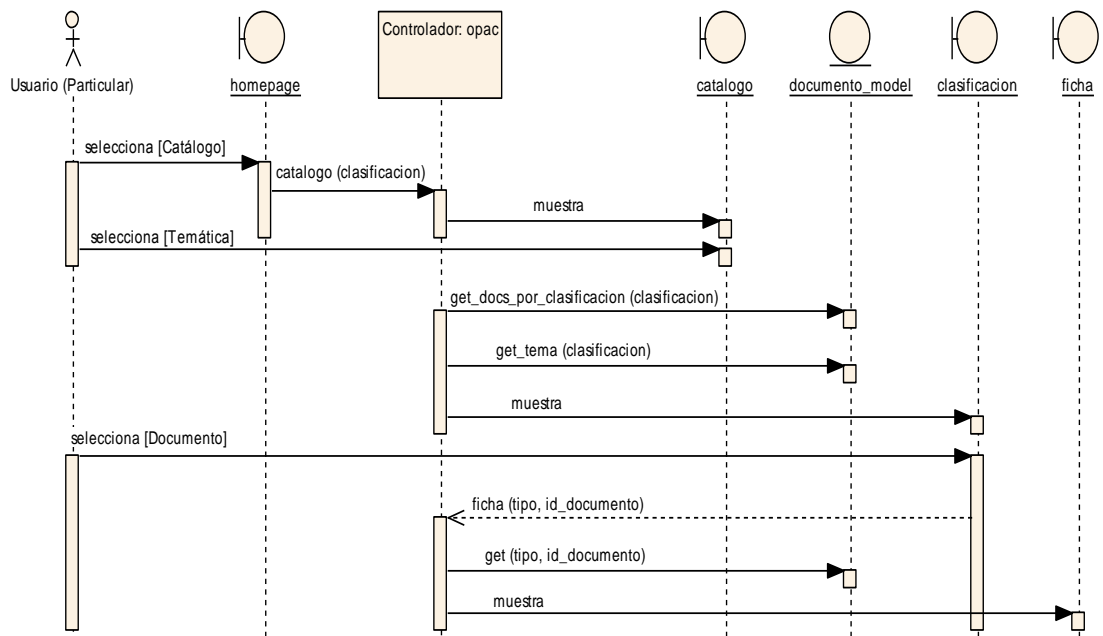 Controlador: opac
Usuario (Particular)
homepage
catalogo
documento_model
clasificacion
ficha
selecciona [Catálogo]
catalogo (clasificacion)
muestra
selecciona [Temática]
get_docs_por_clasificacion (clasificacion)
get_tema (clasificacion)
muestra
selecciona [Documento]
ficha (tipo, id_documento)
get (tipo, id_documento)
muestra